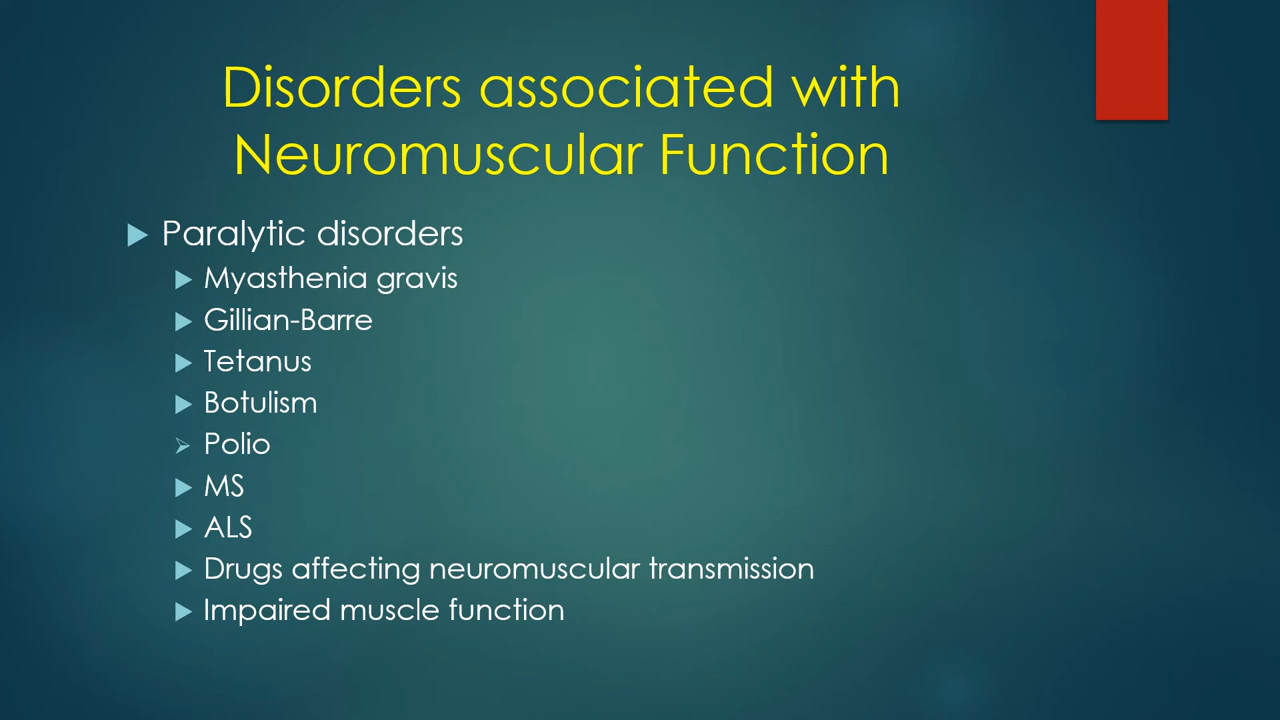 Disorders associated with
Neuromuscular Function
Paralytic disorders
Myasthenia gravis
Gillian-Barre
Tetanus
Botulism
Polio
MS
ALS
Drugs affecting neuromuscular transmission
Impaired muscle function